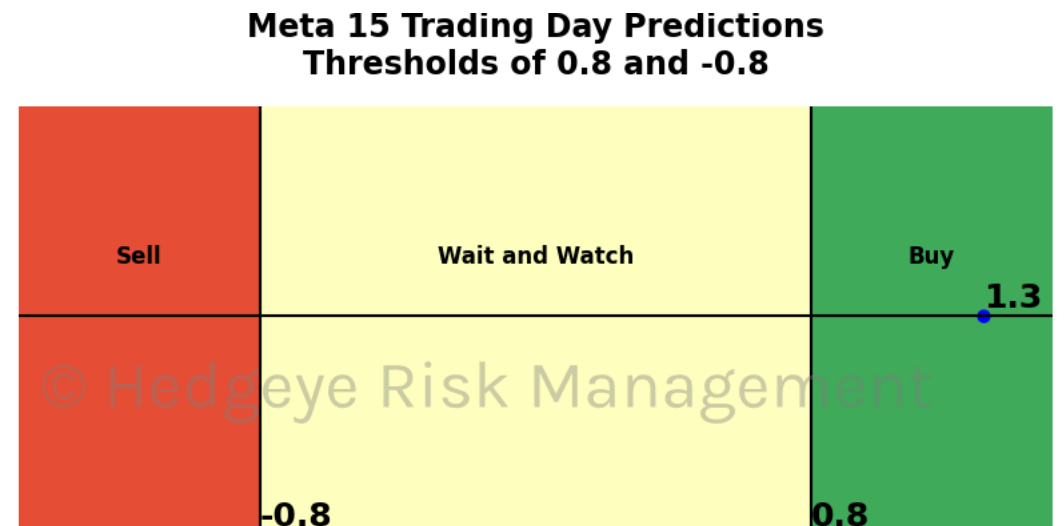 Meta 15 Trading Day Predictions
Thresholds of 0.8 and -0.8
Sell
Wait and Watch
Buy
1.3
© Hedgeye Risk Management
-0.8
0.8